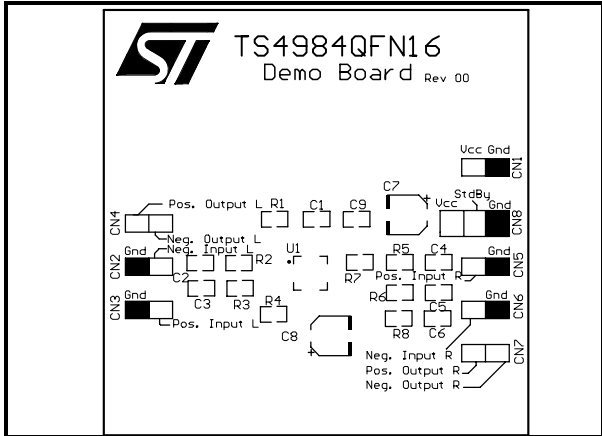 ST
TS4984QFN16
Demo Board Rev 00
Vcc Gnd
CN1
C7
+
StdBy
Vcc Gnd
CN8
Pos. Output L
R1 C1 C9
CN4
Neg. Output L
Neg. Input L
Gnd
CN2
C2
R2
U1
R7
R5 C4
Gnd
CN5
Pos. Input R
C3 R3
R6
C5
Gnd
CN6
Gnd
CN3
Pos. Input L
R4
C8
+
R8 C6
CN7
Neg. Input R
Pos. Output R
Neg. Output R